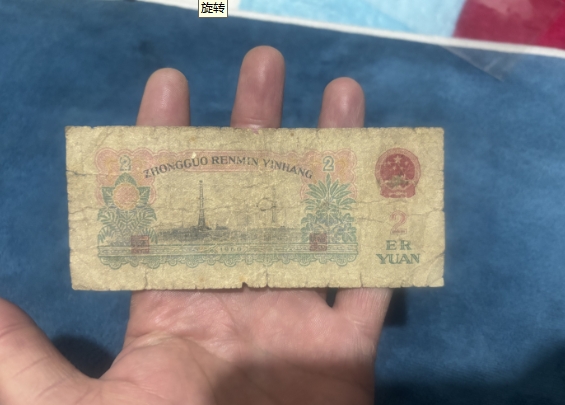 旋转
2
2
ZHONGGUO RENMIN YINHANG
2
ER
YUAN